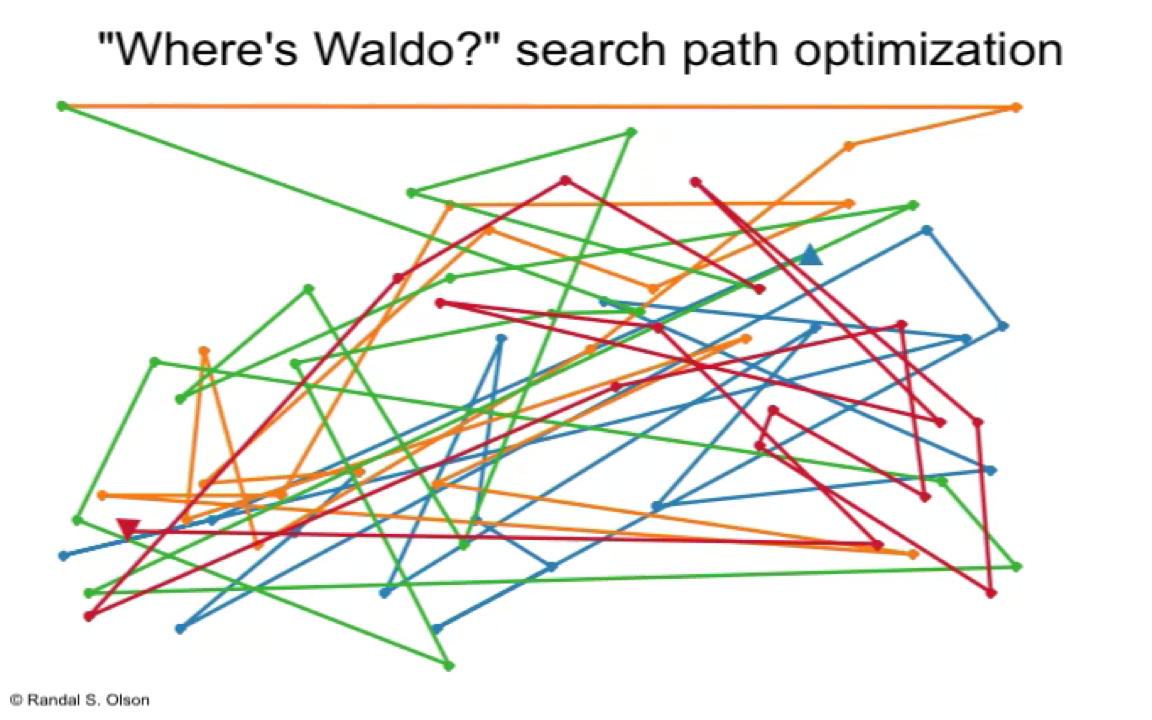 "Where's Waldo?" search path optimization
© Randal S. Olson